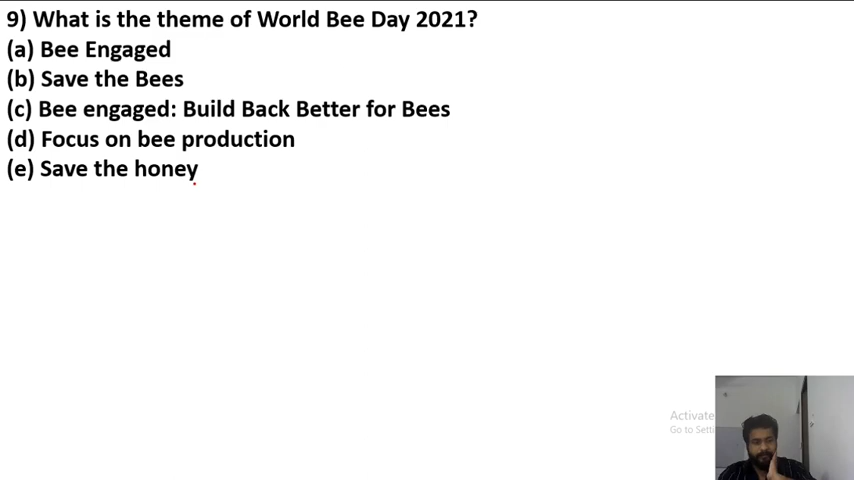 9) What is the theme of World Bee Day 2021?
(a) Bee Engaged
(b) Save the Bees
(c) Bee engaged: Build Back Better for Bees
(d) Focus on bee production
(e) Save the honey
Activate
Go to